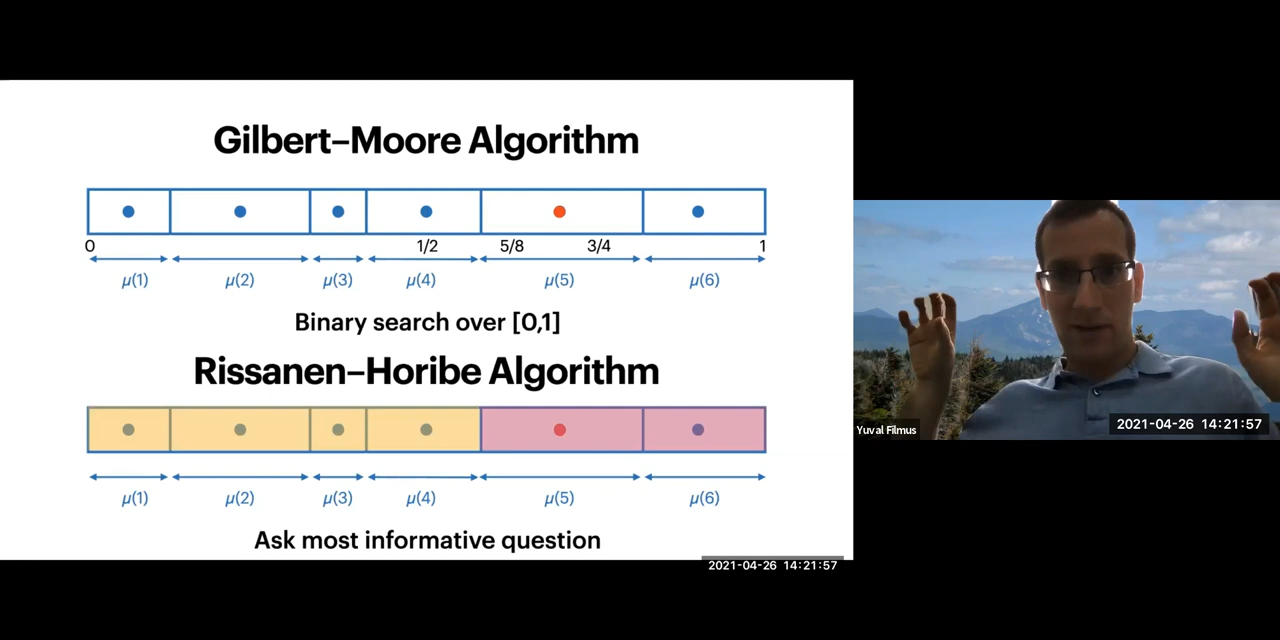 Gilbert–Moore Algorithm
0 1/2 5/8 3/4 1
μ(1) μ(2) μ(3) μ(4) μ(5) μ(6)
Binary search over [0,1]
Rissanen–Horibe Algorithm
μ(1) μ(2) μ(3) μ(4) μ(5) μ(6)
Ask most informative question
2021-04-26 14:21:57
Yuval Filmus
2021-04-26 14:21:57